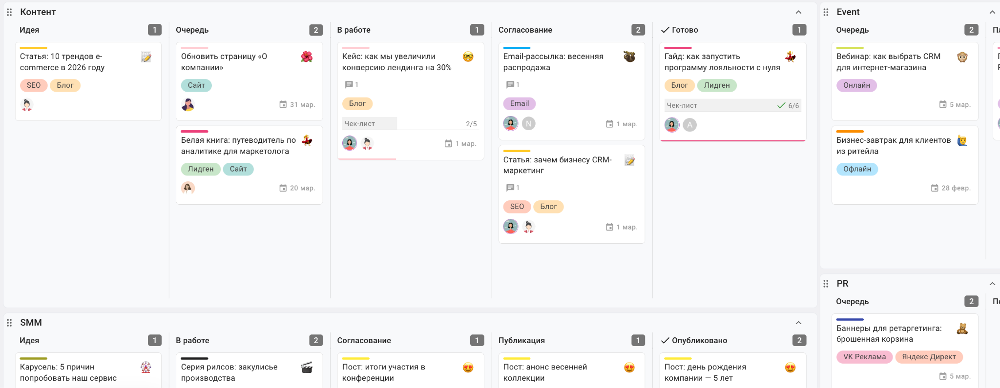 Контент
Идея 1
Статья: 10 трендов e-
commerce в 2026 году
SEO Блог
Очередь 2
Обновить страницу «О
компании»
Сайт
31 мар.
Белая книга: путеводитель по
аналитике для маркетолога
Лидген Сайт
20 мар.
В работе 1
Кейс: как мы увеличили
конверсию лендинга на 30%
1
Блог
Чек-лист 2/5
1 мар.
Согласование 2
Email-рассылка: весенняя
распродажа
1
Email
N 1 мар.
Статья: зачем бизнесу CRM-
маркетинг
1
SEO Блог
1 мар.
Готово 1
Гайд: как запустить
программу лояльности с нуля
Блог Лидген
Чек-лист 6/6
A
Event
Очередь 2
Вебинар: как выбрать CRM
для интернет-магазина
Онлайн
5 мар.
Бизнес-завтрак для клиентов
из ритейла
Офлайн
28 февр.
SMM
Идея 1
Карусель: 5 причин
попробовать наш сервис
В работе 2
Серия рилсов: закулисье
производства
Согласование 1
Пост: итоги участия в
конференции
Публикация 1
Пост: анонс весенней
коллекции
Опубликовано 2
Пост: день рождения
компании — 5 лет
PR
Очередь 2
Баннеры для ретаргетинга:
брошенная корзина
VK Реклама Яндекс Директ
5 мар.